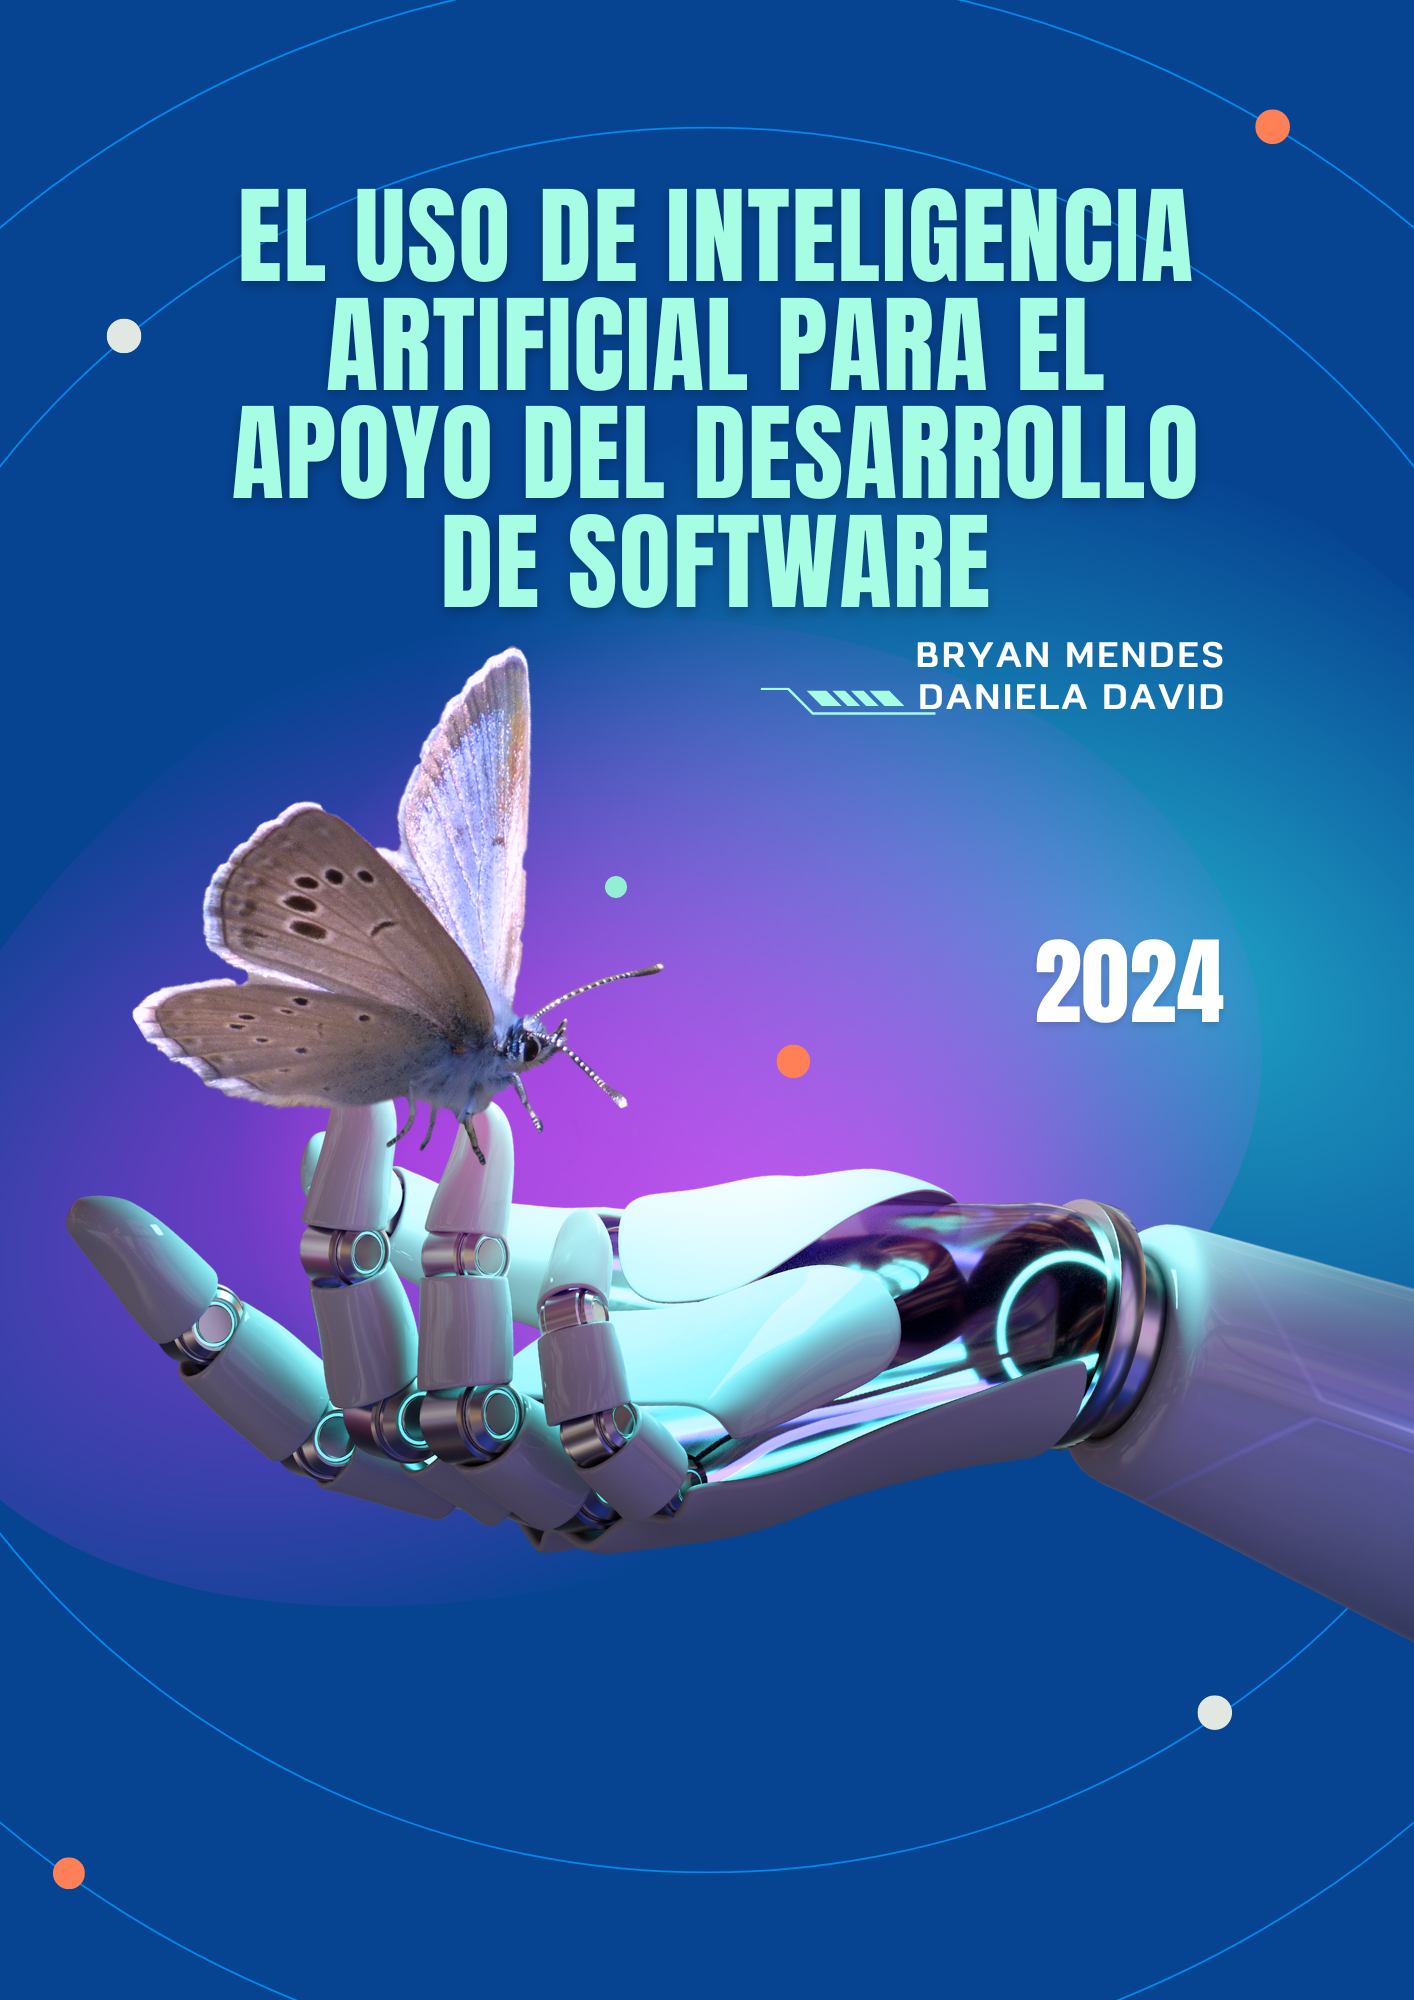 EL USO DE INTELIGENCIA
ARTIFICIAL PARA EL
APOYO DEL DESARROLLO
DE SOFTWARE
BRYAN MENDES
DANIELA DAVID
2024